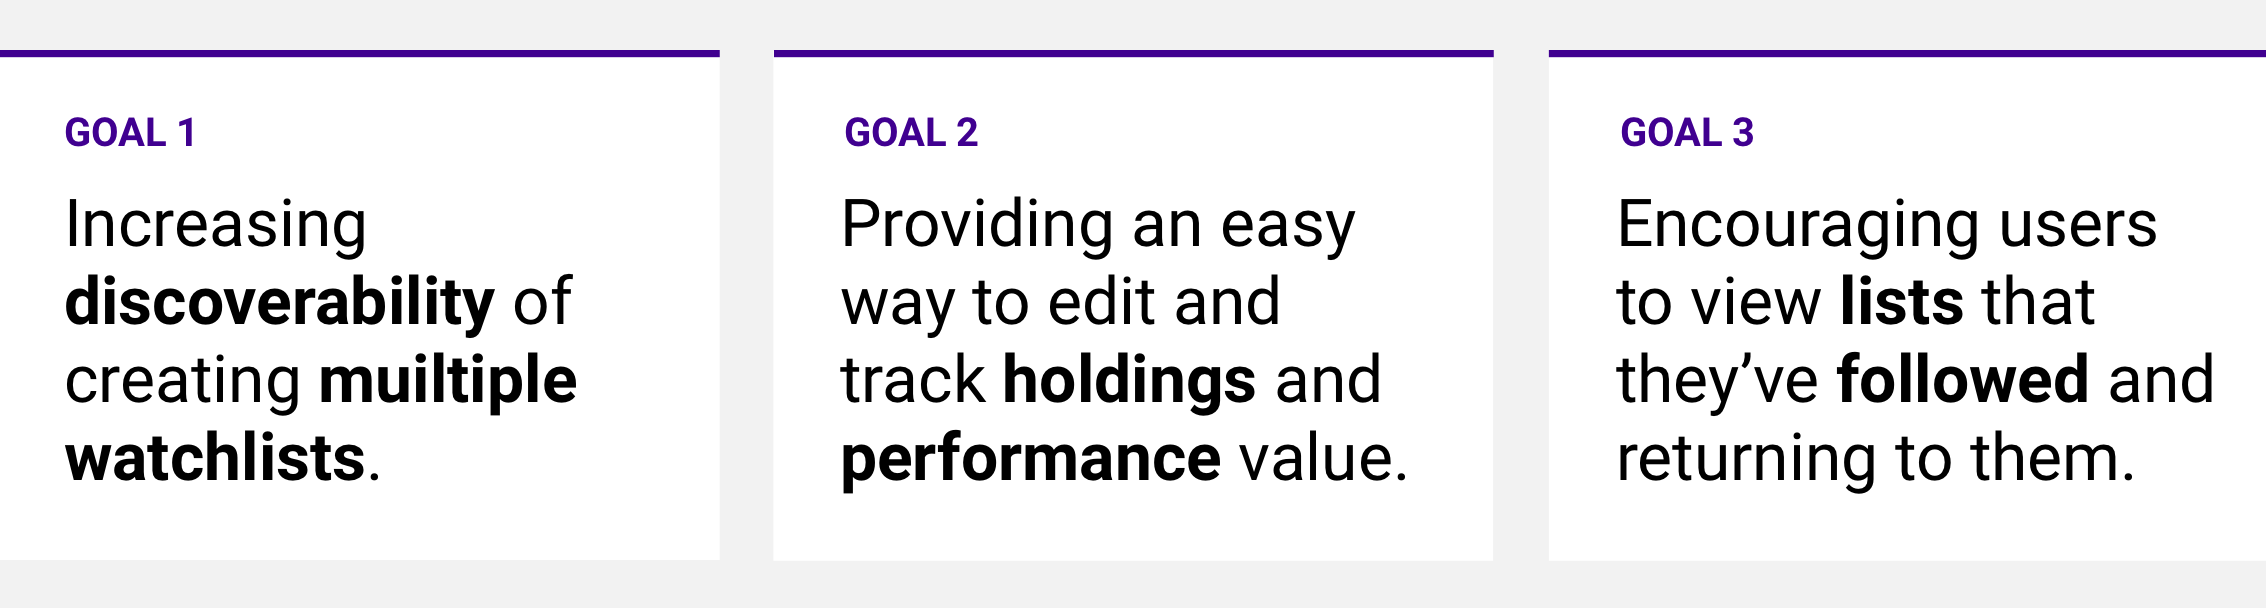 GOAL 1
Increasing
discoverability of
creating muiltiple
watchlists.
GOAL 2
Providing an easy
way to edit and
track holdings and
performance value.
GOAL 3
Encouraging users
to view lists that
they’ve followed and
returning to them.